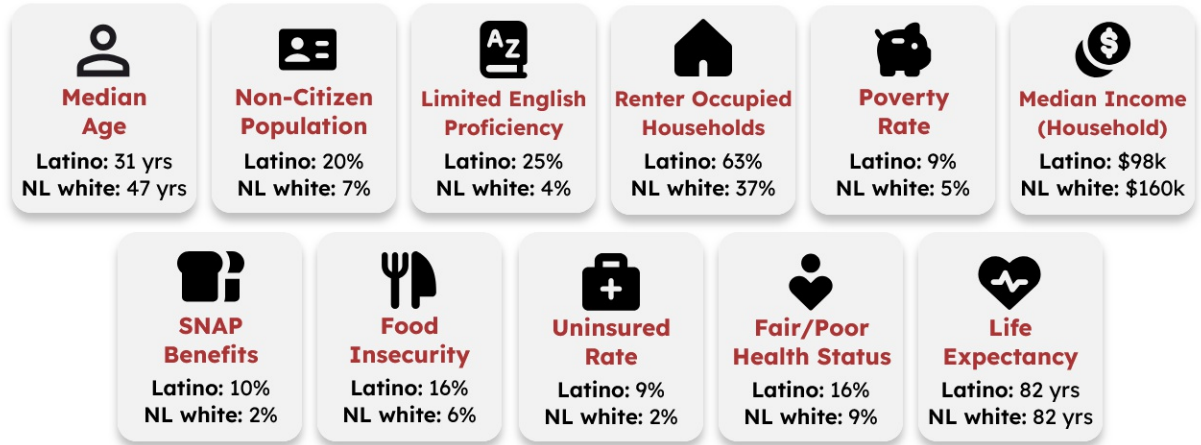 AZ
Median
Age
Latino: 31 yrs
NL white: 47 yrs
Non-Citizen
Population
Latino: 20%
NL white: 7%
Limited English
Proficiency
Latino: 25%
NL white: 4%
Renter Occupied
Households
Latino: 63%
NL white: 37%
Poverty
Rate
Latino: 9%
NL white: 5%
$
Median Income
(Household)
Latino: $98k
NL white: $160k
SNAP
Benefits
Latino: 10%
NL white: 2%
Food
Insecurity
Latino: 16%
NL white: 6%
Uninsured
Rate
Latino: 9%
NL white: 2%
Fair/Poor
Health Status
Latino: 16%
NL white: 9%
Life
Expectancy
Latino: 82 yrs
NL white: 82 yrs